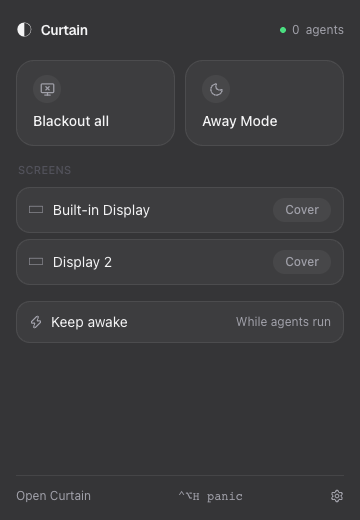 Curtain
0 agents
Blackout all
Away Mode
SCREENS
Built-in Display
Cover
Display 2
Cover
Keep awake
While agents run
Open Curtain
^⌥H panic